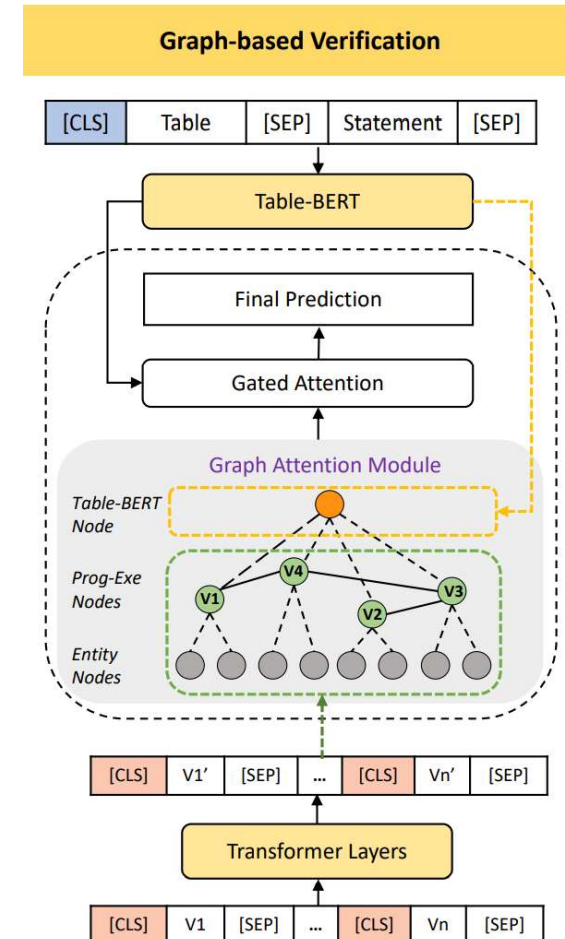 Graph-based Verification
[CLS] Table [SEP] Statement [SEP]
Table-BERT
Final Prediction
Gated Attention
Graph Attention Module
Table-BERT
Node
Prog-Exe
Nodes
V1
V4
V2
V3
Entity
Nodes
[CLS] V1' [SEP] ... [CLS] Vn' [SEP]
Transformer Layers
[CLS] V1 [SEP] ... [CLS] Vn [SEP]